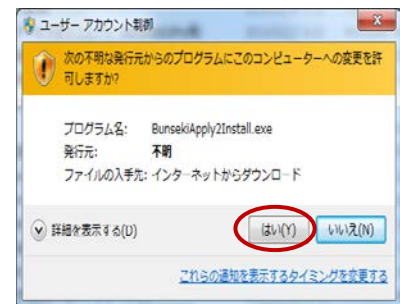 ユーザー アカウント制御
次の不明な発行元からのプログラムにこのコンピューターへの変更を許
可しますか?
プログラム名: BunsekiApply2Install.exe
発行元: 不明
ファイルの入手先: インターネットからダウンロード
詳細を表示する(D)
はい(Y)
いいえ(N)
これらの通知を表示するタイミングを変更する